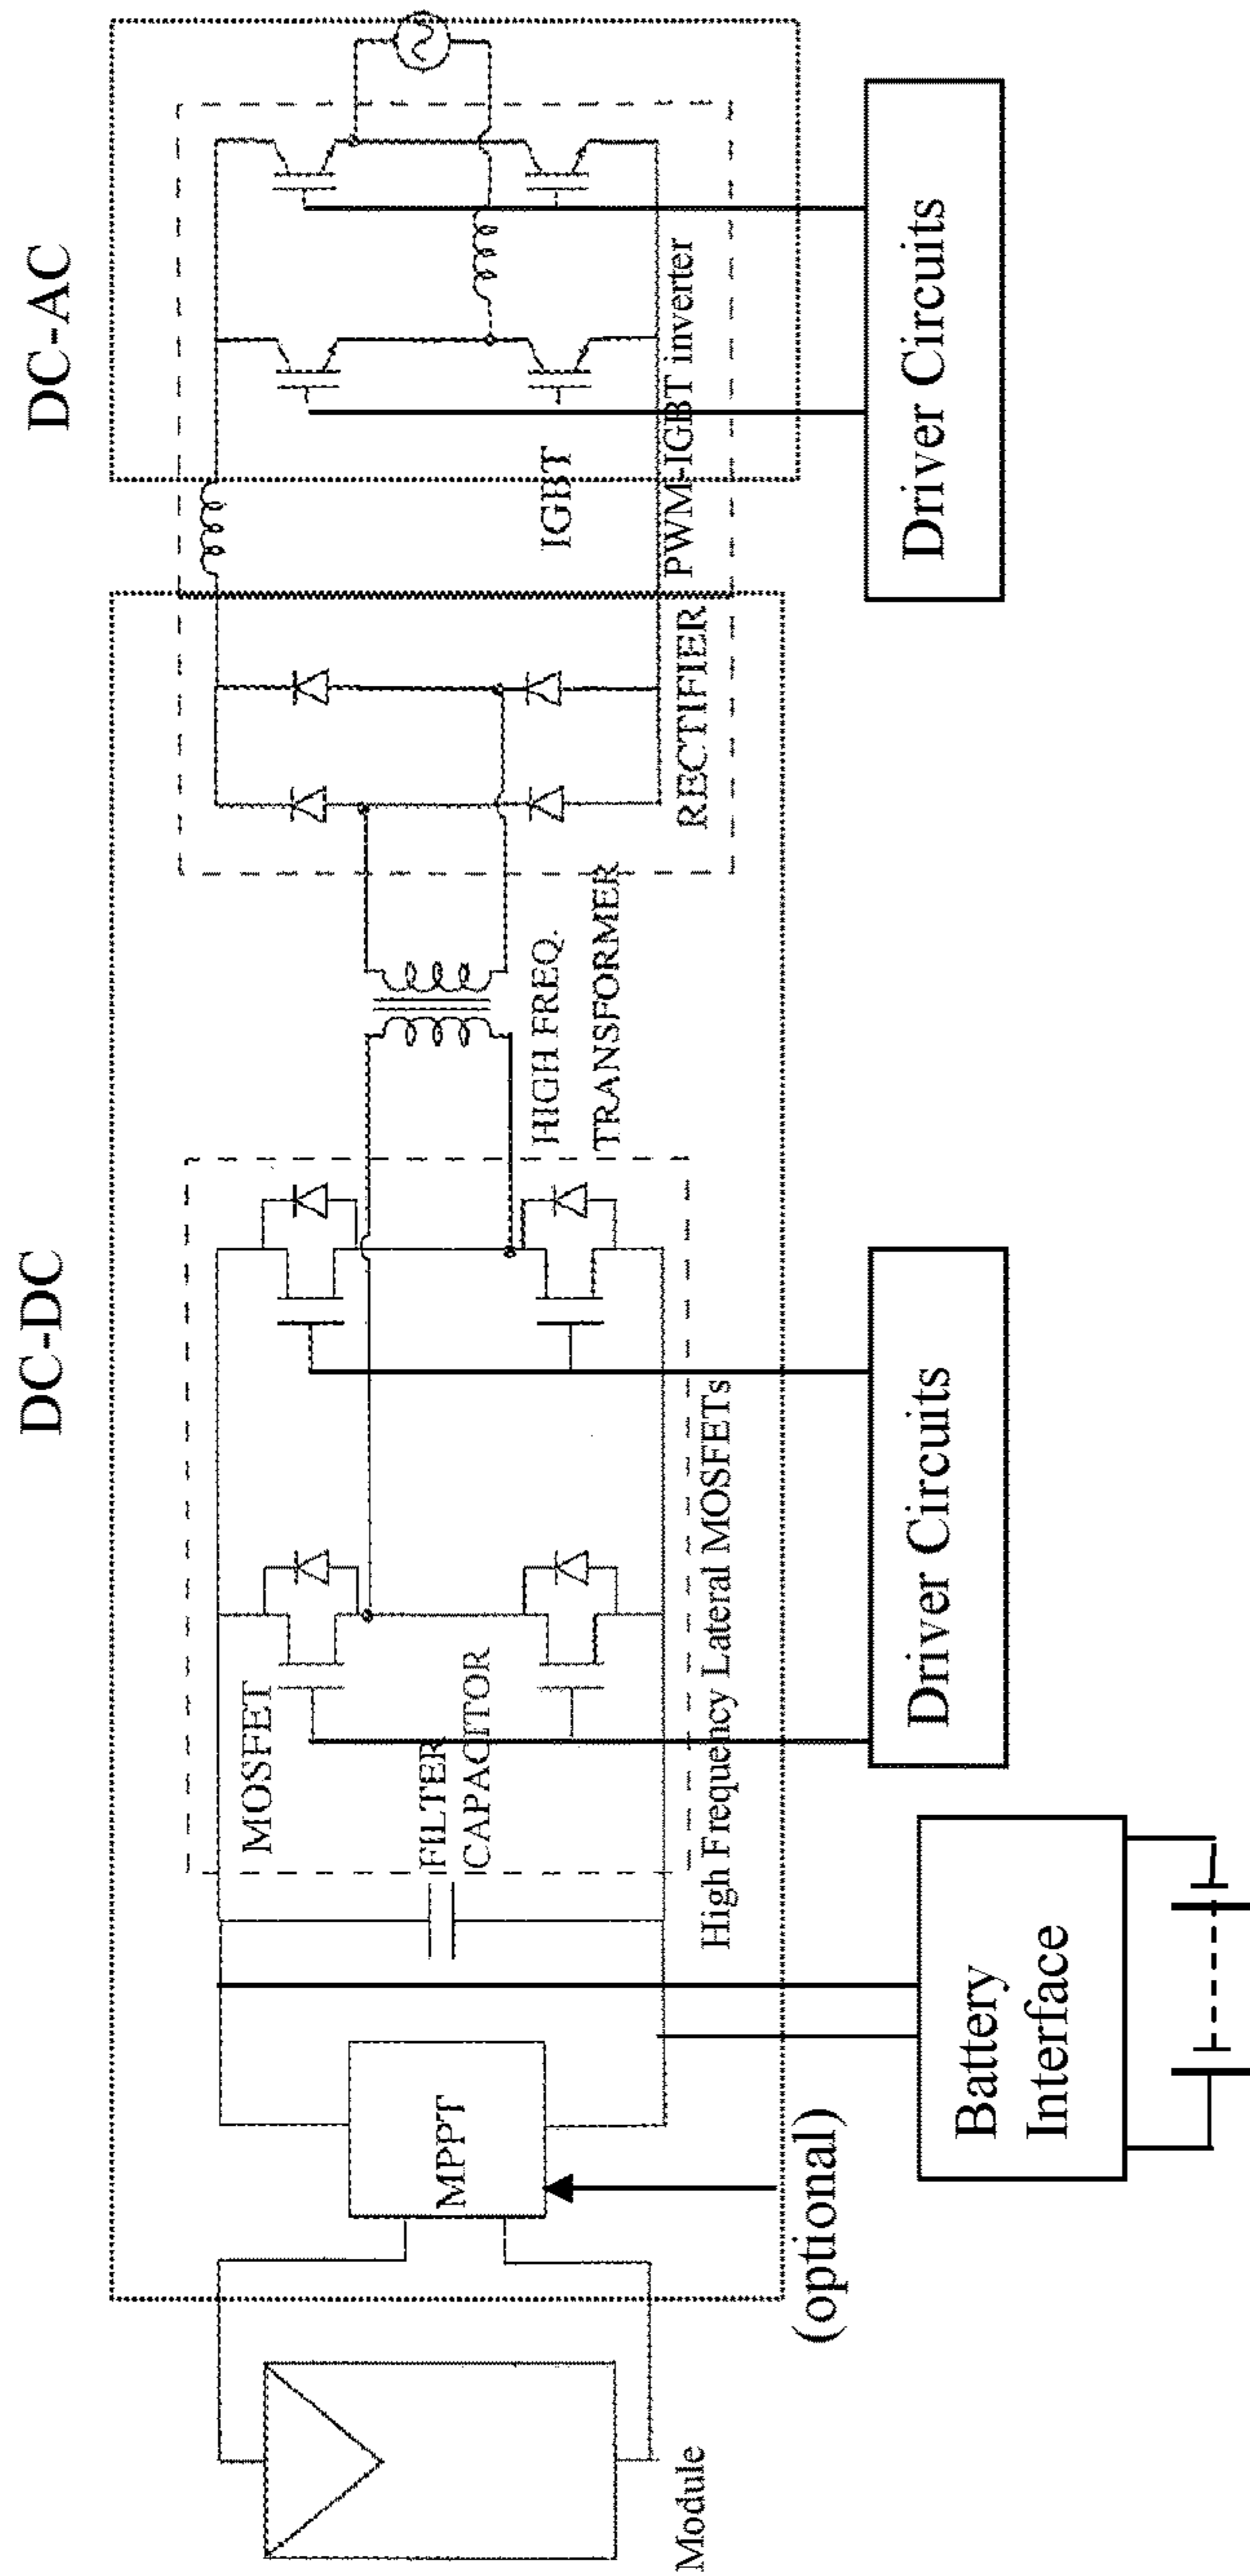 DC-DC
DC-AC
Module
MPPT
(optional)
FILTER
CAPACITOR
MOSFET
High Frequency Lateral MOSFETs
HIGH FREQ.
TRANSFORMER
RECTIFIER
IGBT
PWM-IGBT inverter
Battery
Interface
Driver Circuits
Driver Circuits